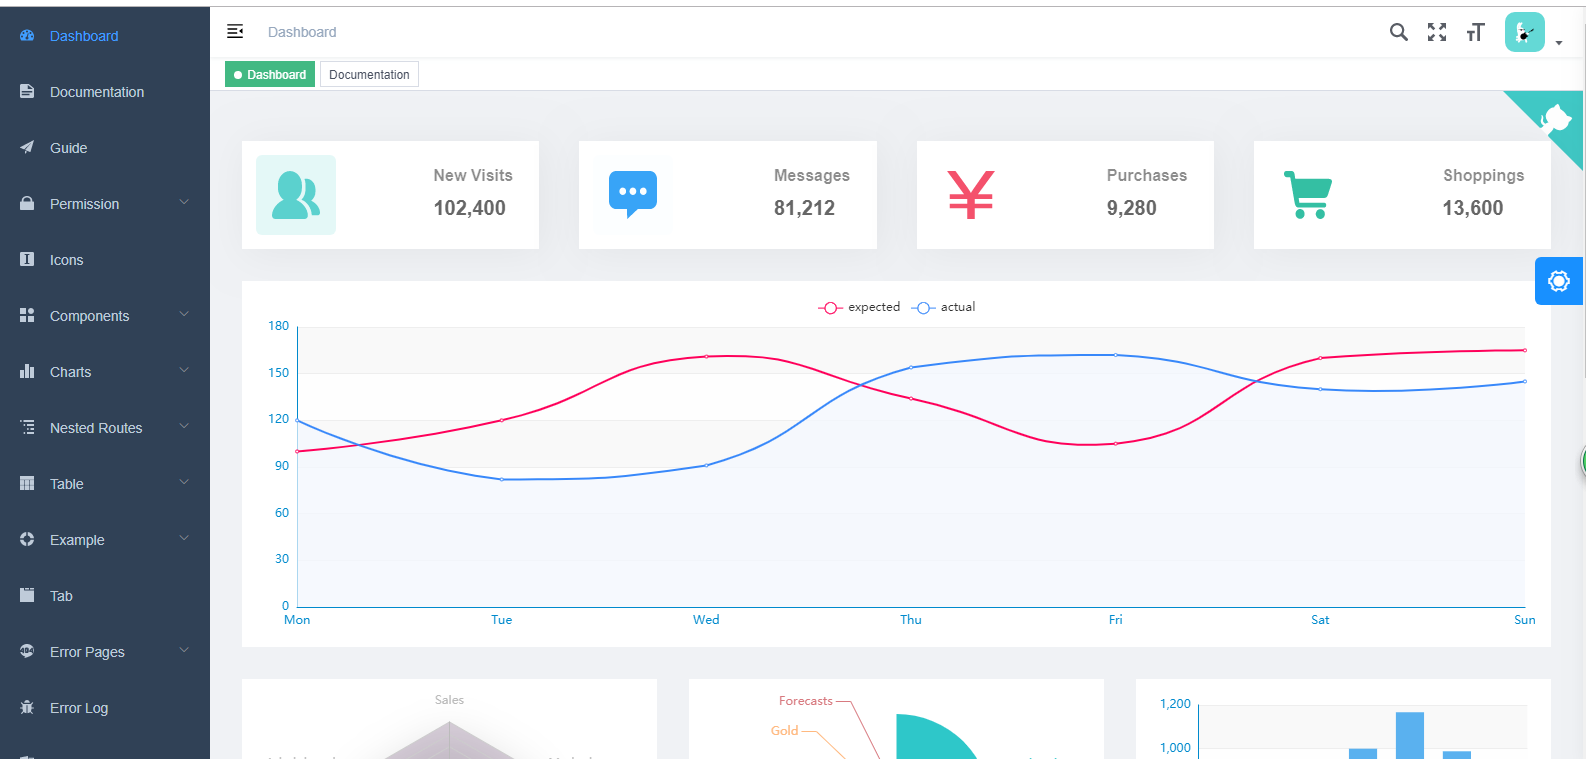 Dashboard
Documentation
Guide
Permission
Icons
Components
Charts
Nested Routes
Table
Example
Tab
Error Pages
Error Log
Dashboard
Dashboard
Documentation
New Visits
102,400
Messages
81,212
Purchases
9,280
Shoppings
13,600
expected
actual
180
150
120
90
60
30
0
Mon Tue Wed Thu Fri Sat Sun
Sales
Forecasts
Gold
1,200
1,000